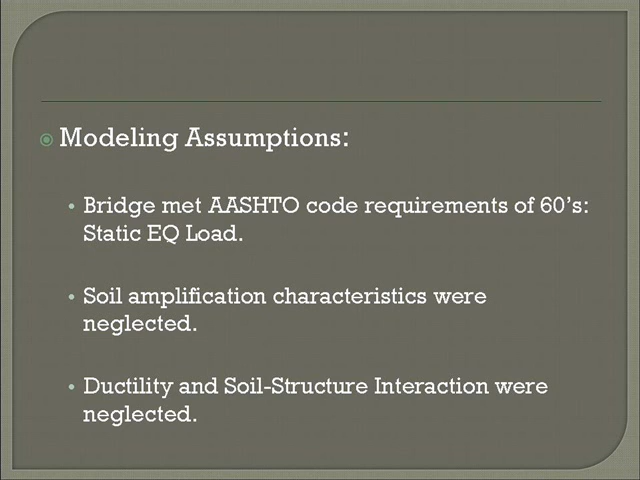 Modeling Assumptions:
• Bridge met AASHTO code requirements of 60's:
Static EQ Load.
• Soil amplification characteristics were
neglected.
• Ductility and Soil-Structure Interaction were
neglected.